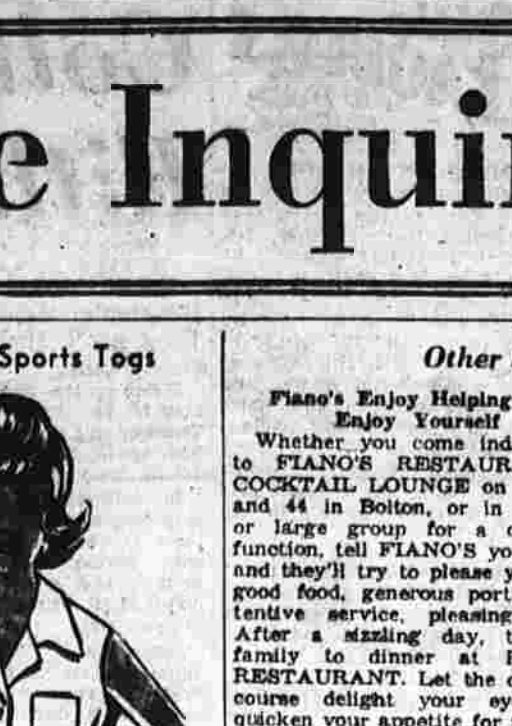 e Inqui
Sports Togs
Other
Fiano's Enjoy Helping
Enjoy Yourself
Whether you come ind
to FIANO'S RESTAUR
COCKTAIL LOUNGE on
and 44 in Bolton, or in
or large group for a
function, tell FIANO'S yo
and they'll try to please y
good food, generous port
tentive service, pleasing
After a sizzling day, t
family to dinner at
RESTAURANT. Let the
course delight your ey
quicken your appetite for